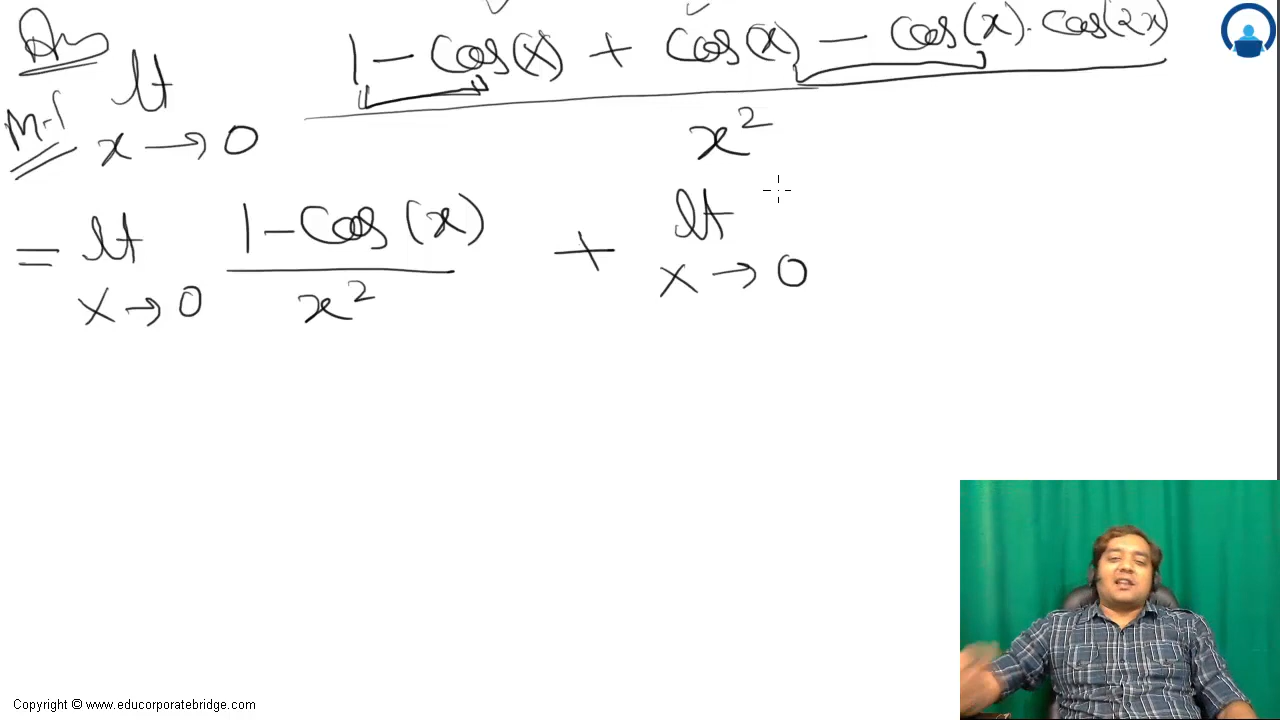 Ans
M-1
lt 1 - Cos(x) + Cos(x) - Cos(x). Cos(2x)
x → 0 x²
= lt 1 - Cos(x) + lt
x → 0 x² x → 0
Copyright © www.educorporatebridge.com